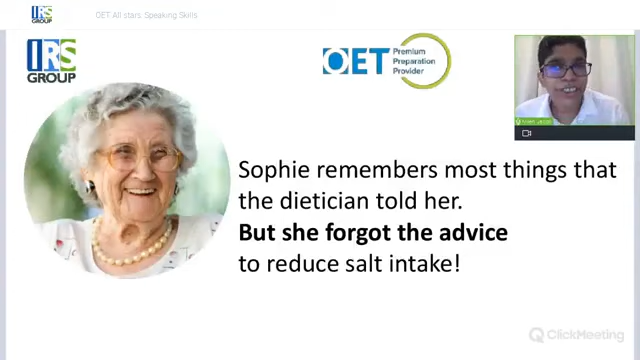 IRS
GROUP
OET All stars. Speaking Skills
IRS
GROUP
OET
Premium
Preparation
Provider
Sophie remembers most things that
the dietician told her.
But she forgot the advice
to reduce salt intake!
ClickMeeting